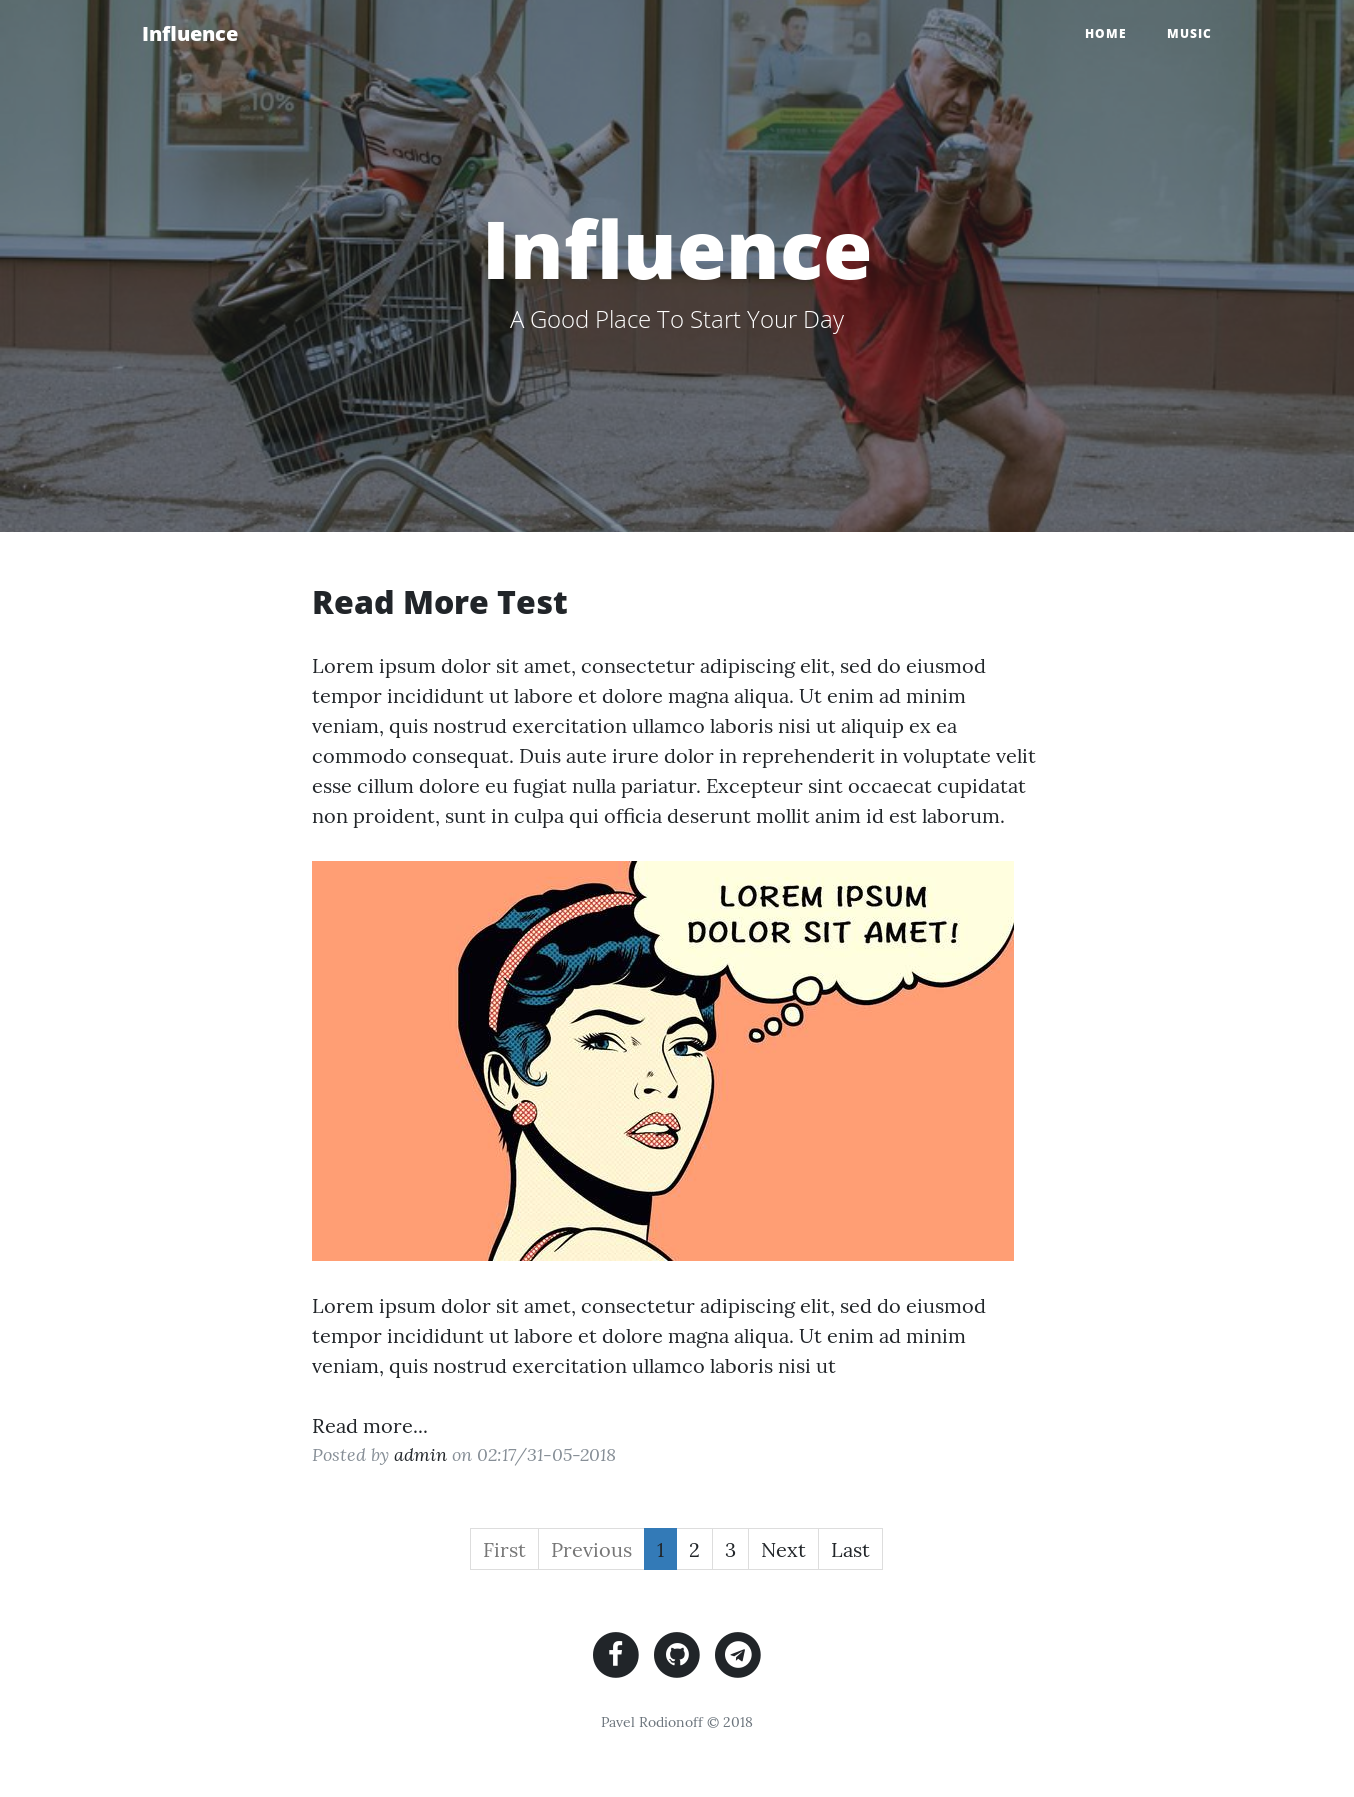 Influence
HOME MUSIC
10%
adidas
Influence
A Good Place To Start Your Day
Read More Test
Lorem ipsum dolor sit amet, consectetur adipiscing elit, sed do eiusmod
tempor incididunt ut labore et dolore magna aliqua. Ut enim ad minim
veniam, quis nostrud exercitation ullamco laboris nisi ut aliquip ex ea
commodo consequat. Duis aute irure dolor in reprehenderit in voluptate velit
esse cillum dolore eu fugiat nulla pariatur. Excepteur sint occaecat cupidatat
non proident, sunt in culpa qui officia deserunt mollit anim id est laborum.
LOREM IPSUM
DOLOR SIT AMET!
Lorem ipsum dolor sit amet, consectetur adipiscing elit, sed do eiusmod
tempor incididunt ut labore et dolore magna aliqua. Ut enim ad minim
veniam, quis nostrud exercitation ullamco laboris nisi ut
Read more...
Posted by admin on 02:17/31-05-2018
First Previous 1 2 3 Next Last
Pavel Rodionoff © 2018